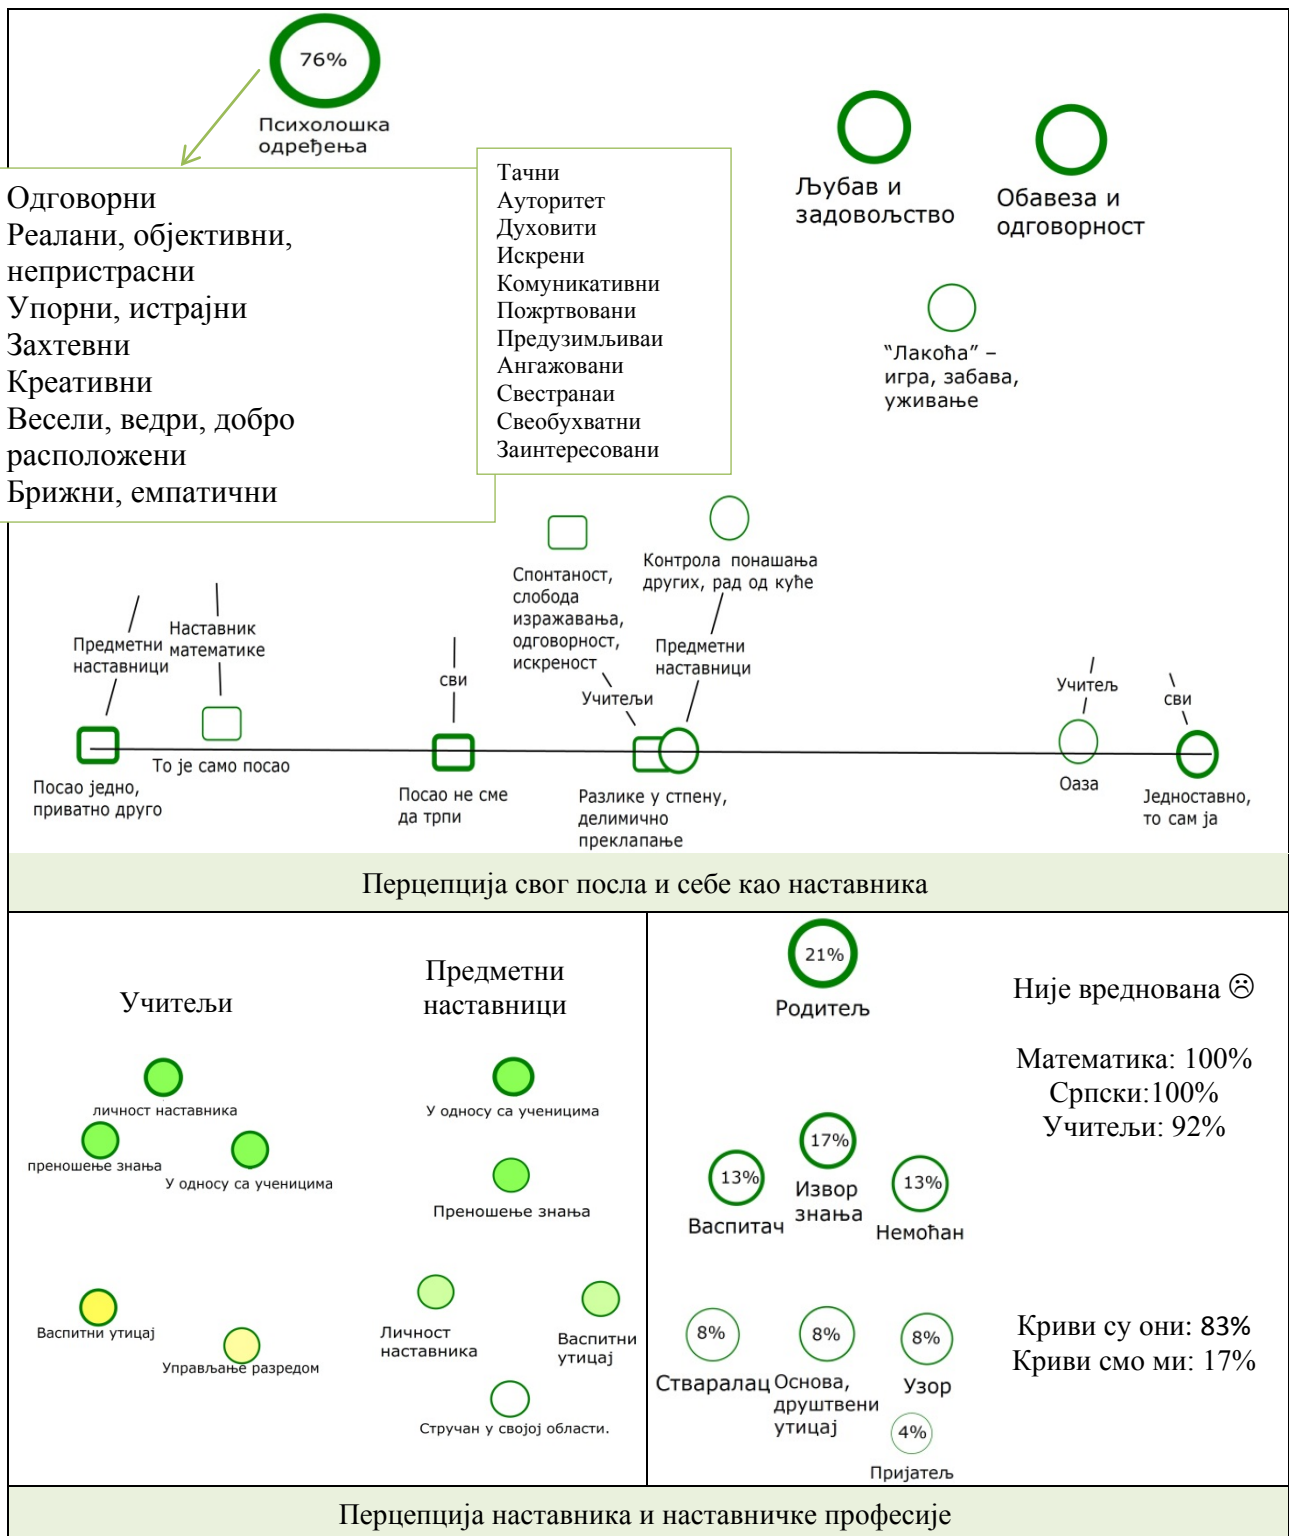 76%
Психолошка
одређења
Љубав и
задовољство
Обавеза и
одговорност
Одговорни
Реалани, објективни,
непристрасни
Упорни, истрајни
Захтевни
Креативни
Весели, ведри, добро
расположени
Брижни, емпатични
Тачни
Ауторитет
Духовити
Искрени
Комуникативни
Пожртвовани
Предузимљиваи
Ангажовани
Свестранаи
Свеобухватни
Заинтересовани
"Лакоћа" –
игра, забава,
уживање
Спонтаност,
слобода
изражавања,
одговорност,
искреност
Контрола понашања
других, рад од куће
Предметни
наставници
Наставник
математике
сви
Учитељи
Предметни
наставници
Учитељ
сви
Посао једно,
приватно друго
То је само посао
Посао не сме
да трпи
Разлике у стпену,
делимично
преклапање
Оаза
Једноставно,
то сам ја
Перцепција свог посла и себе као наставника
Учитељи
личност наставника
преношење знања
У односу са ученицима
Васпитни утицај
Управљање разредом
Предметни
наставници
У односу са ученицима
Преношење знања
Личност
наставника
Васпитни
утицај
Стручан у својој области.
21%
Родитељ
17%
Извор
знања
13%
Васпитач
13%
Немоћан
8%
Стваралац
8%
Основа,
друштвени
утицај
8%
Узор
4%
Пријатељ
Није вреднована ☹
Математика: 100%
Српски:100%
Учитељи: 92%
Криви су они: 83%
Криви смо ми: 17%
Перцепција наставника и наставничке професије